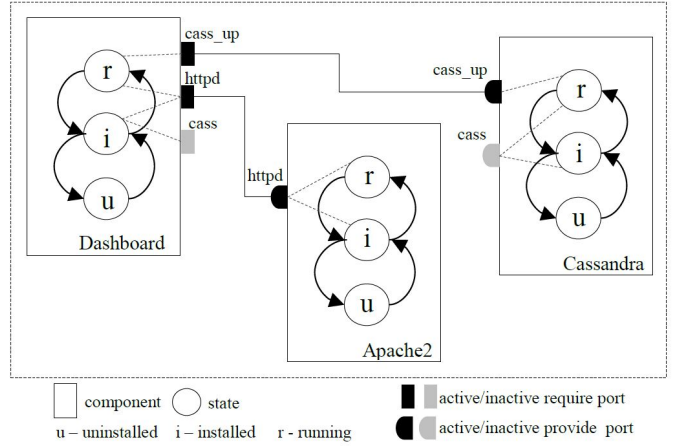 cass_up
r
httpd
cass
i
u
Dashboard
httpd
r
i
u
Apache2
cass_up
cass
r
i
u
Cassandra
component
state
active/inactive require port
u – uninstalled
i – installed
r - running
active/inactive provide port